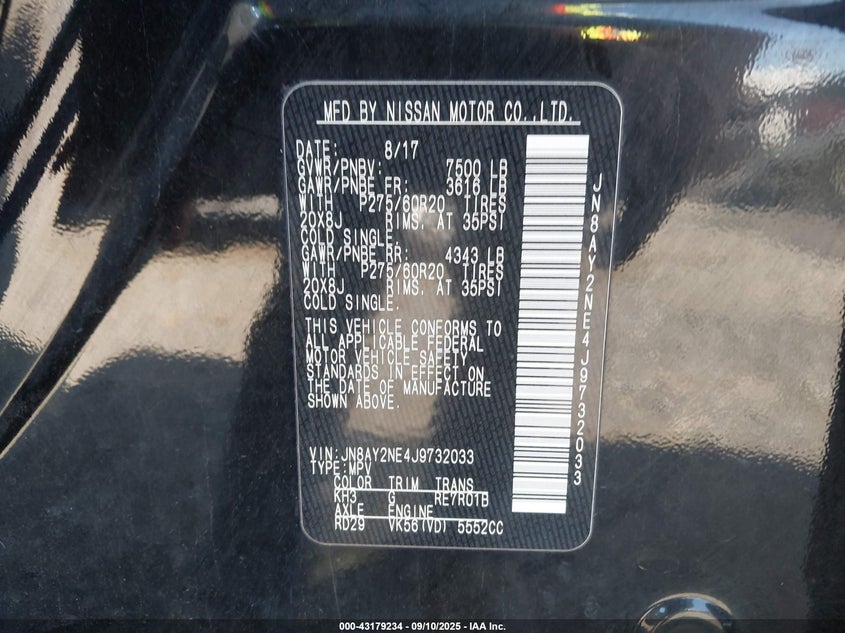 MFD BY NISSAN MOTOR CO.,LTD.
DATE: 8/17
GVWR/PNBV: 7500 LB
GAWR/PNBE FR: 3616 LB
WITH P275/60R20 TIRES
20X8J RIMS. AT 35PSI
COLD SINGLE.
GAWR/PNBE RR: 4343 LB
WITH P275/60R20 TIRES
20X8J RIMS. AT 35PSI
COLD SINGLE.
THIS VEHICLE CONFORMS TO
ALL APPLICABLE FEDERAL
MOTOR VEHICLE SAFETY
STANDARDS IN EFFECT ON
THE DATE OF MANUFACTURE
SHOWN ABOVE.
VIN:JN8AY2NE4J9732033
TYPE:MPV
COLOR TRIM TRANS
KH3 G RE7R01B
AXLE ENGINE
RD29 VK56(VD) 5552CC
JN8AY2NE4J9732033
000-43179234 - 09/10/2025 - IAA Inc.